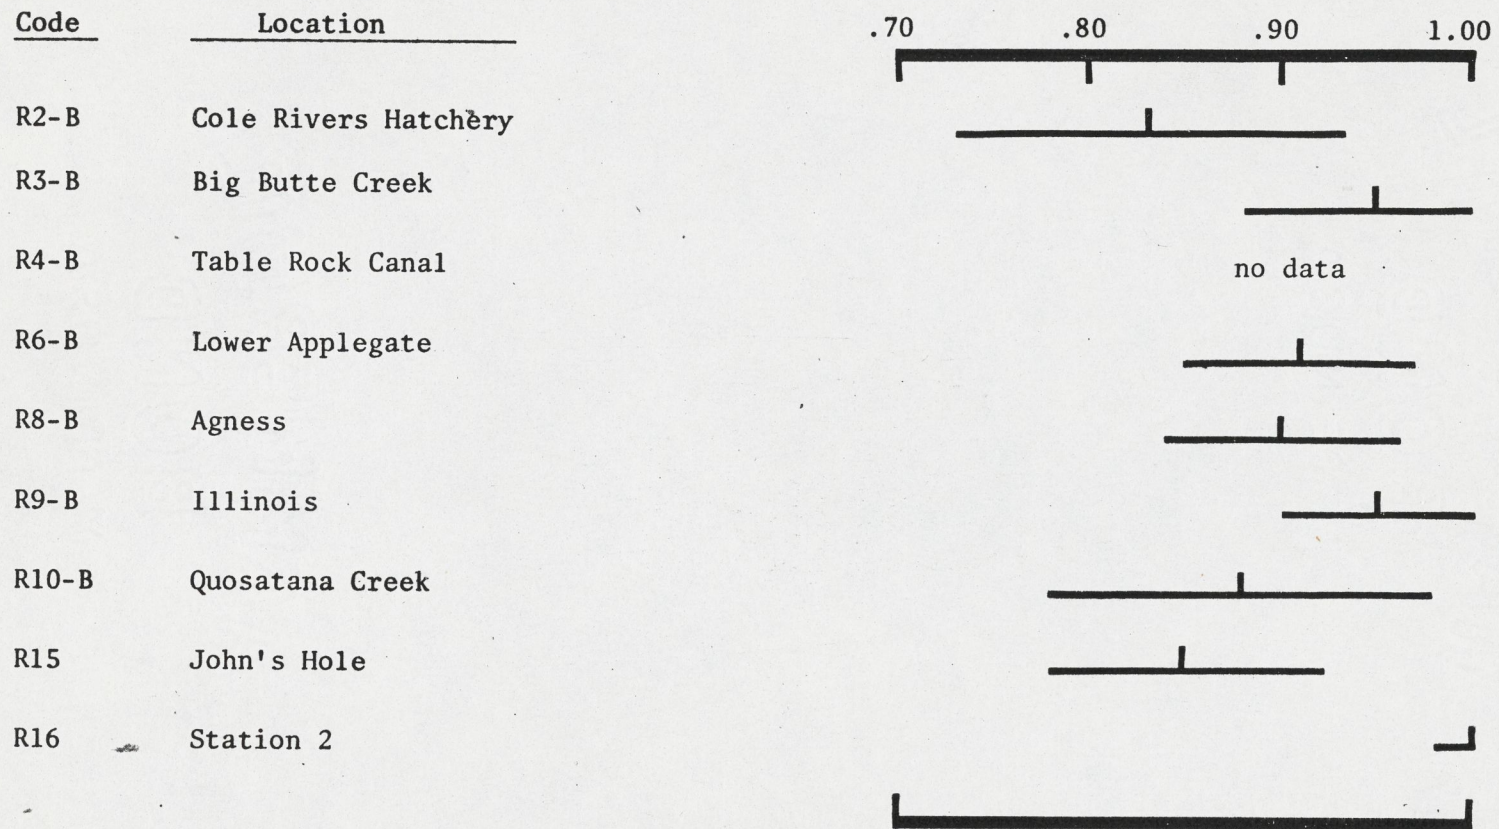 Code Location .70 .80 .90 1.00
R2-B Cole Rivers Hatchery
R3-B Big Butte Creek
R4-B Table Rock Canal no data
R6-B Lower Applegate
R8-B Agness
R9-B Illinois
R10-B Quosatana Creek
R15 John's Hole
R16 Station 2